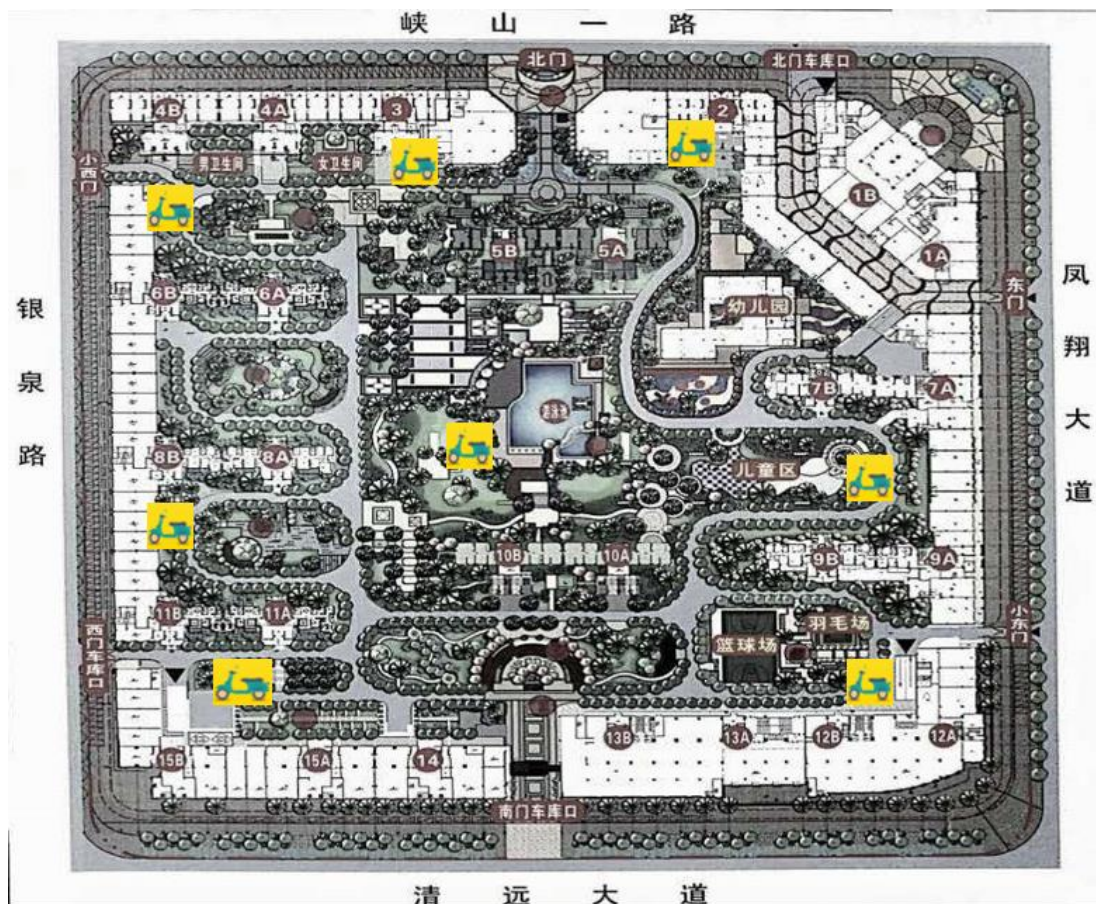 峡山一路
北门
北门车库口
4B
4A
3
2
小西门
男卫生间
女卫生间
1B
1A
5B
5A
东门
凤翔大道
银泉路
6B
6A
幼儿园
7B
7A
游泳池
8B
8A
儿童区
10B
10A
9B
9A
11B
11A
羽毛场
篮球场
小东门
西门车库口
13B
13A
12B
12A
15B
15A
14
南门车库口
清远大道